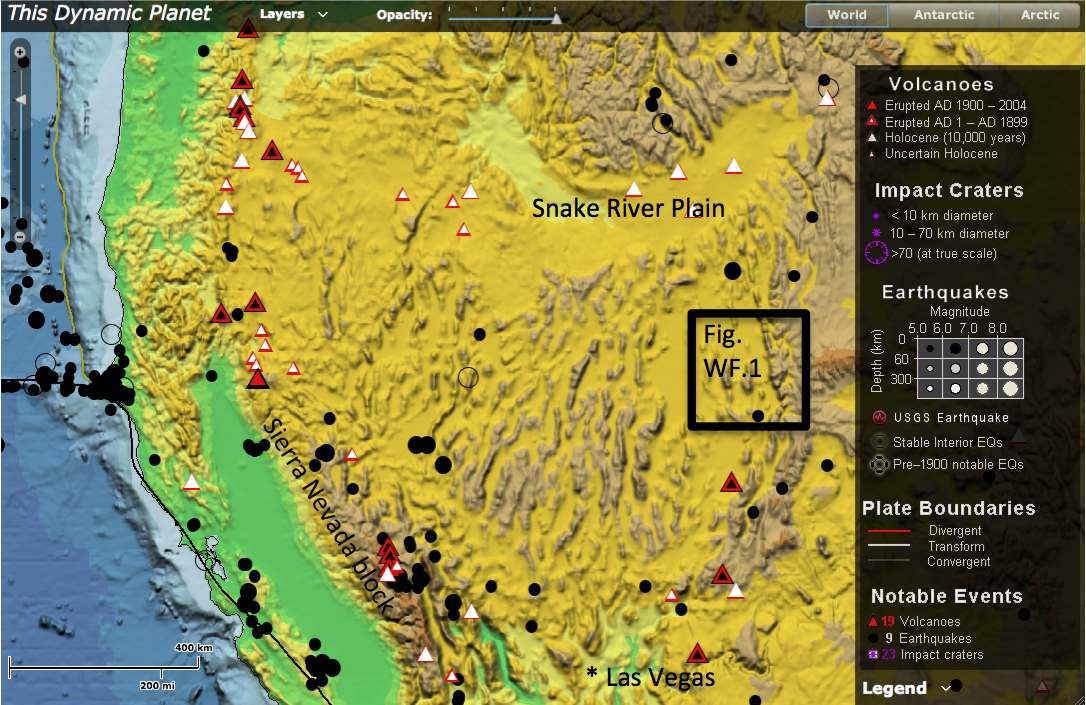 This Dynamic Planet
Layers
Opacity:
World
Antarctic
Arctic
Volcanoes
Erupted AD 1900 – 2004
Erupted AD 1 – AD 1899
Holocene (10,000 years)
Uncertain Holocene
Impact Craters
< 10 km diameter
10 – 70 km diameter
>70 (at true scale)
Earthquakes
Magnitude
5.0 6.0 7.0 8.0
Depth (km)
0
60
300
USGS Earthquake
Stable Interior EQs
Pre–1900 notable EQs
Plate Boundaries
Divergent
Transform
Convergent
Notable Events
19 Volcanoes
9 Earthquakes
23 Impact craters
Legend
Snake River Plain
Fig.
WF.1
Sierra Nevada block
* Las Vegas
400 km
200 mi